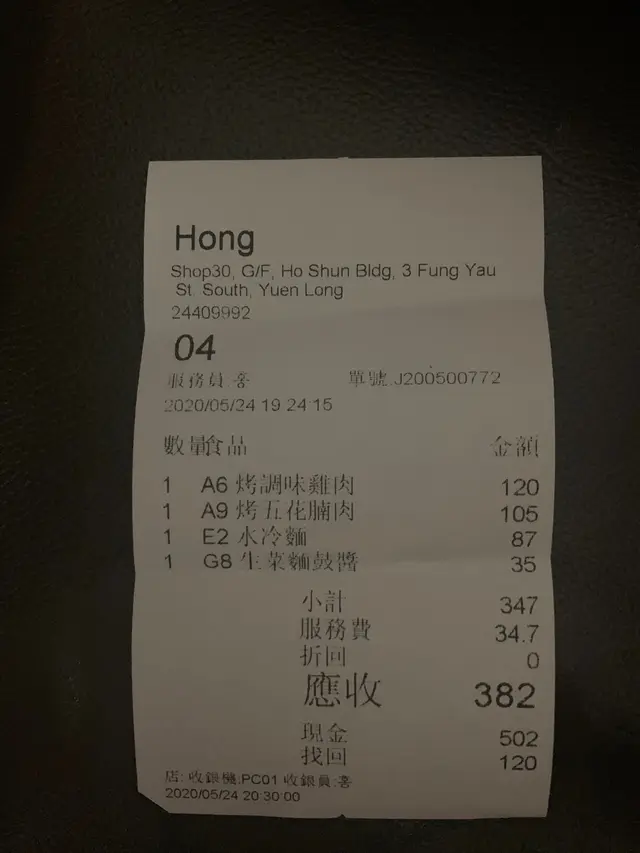 Hong
Shop30, G/F, Ho Shun Bldg, 3 Fung Yau
St. South, Yuen Long
24409992
04
服務員:香 單號:J200500772
2020/05/24 19:24:15
數量食品 金額
1 A6 烤調味雞肉 120
1 A9 烤五花腩肉 105
1 E2 水冷麵 87
1 G8 生菜麵鼓醬 35
小計 347
服務費 34.7
折回 0
應收 382
現金 502
找回 120
店: 收銀機:PC01 收銀員:香
2020/05/24 20:30:00